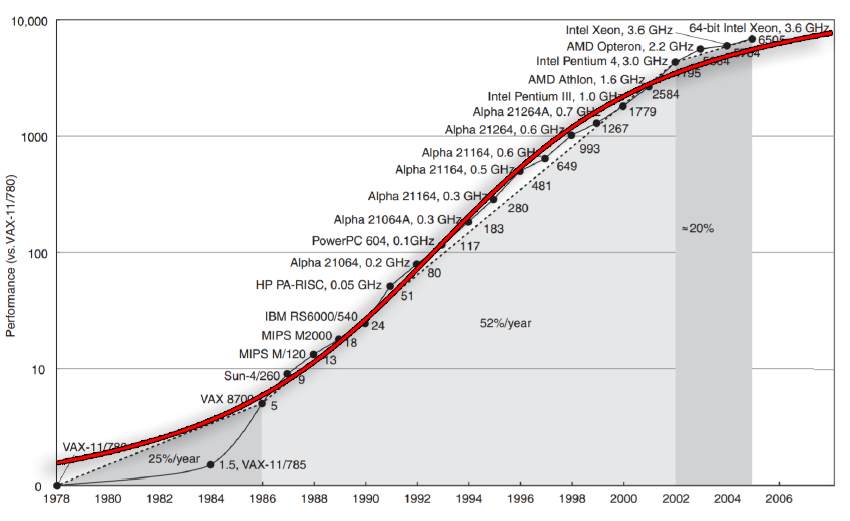 10,000
1000
100
10
0
Performance (vs. VAX-11/780)
Intel Xeon, 3.6 GHz
64-bit Intel Xeon, 3.6 GHz
6505
AMD Opteron, 2.2 GHz
Intel Pentium 4, 3.0 GHz
AMD Athlon, 1.6 GHz
2584
Intel Pentium III, 1.0 GHz
1779
Alpha 21264A, 0.7 GHz
1267
Alpha 21264, 0.6 GHz
993
Alpha 21164, 0.6 GHz
649
Alpha 21164, 0.5 GHz
481
Alpha 21164, 0.3 GHz
280
Alpha 21064A, 0.3 GHz
183
PowerPC 604, 0.1GHz
117
Alpha 21064, 0.2 GHz
80
HP PA-RISC, 0.05 GHz
51
IBM RS6000/540
24
MIPS M2000
18
MIPS M/120
13
Sun-4/260
9
VAX 8700
5
VAX-11/780
25%/year
1.5, VAX-11/785
52%/year
≈20%
1978 1980 1982 1984 1986 1988 1990 1992 1994 1996 1998 2000 2002 2004 2006